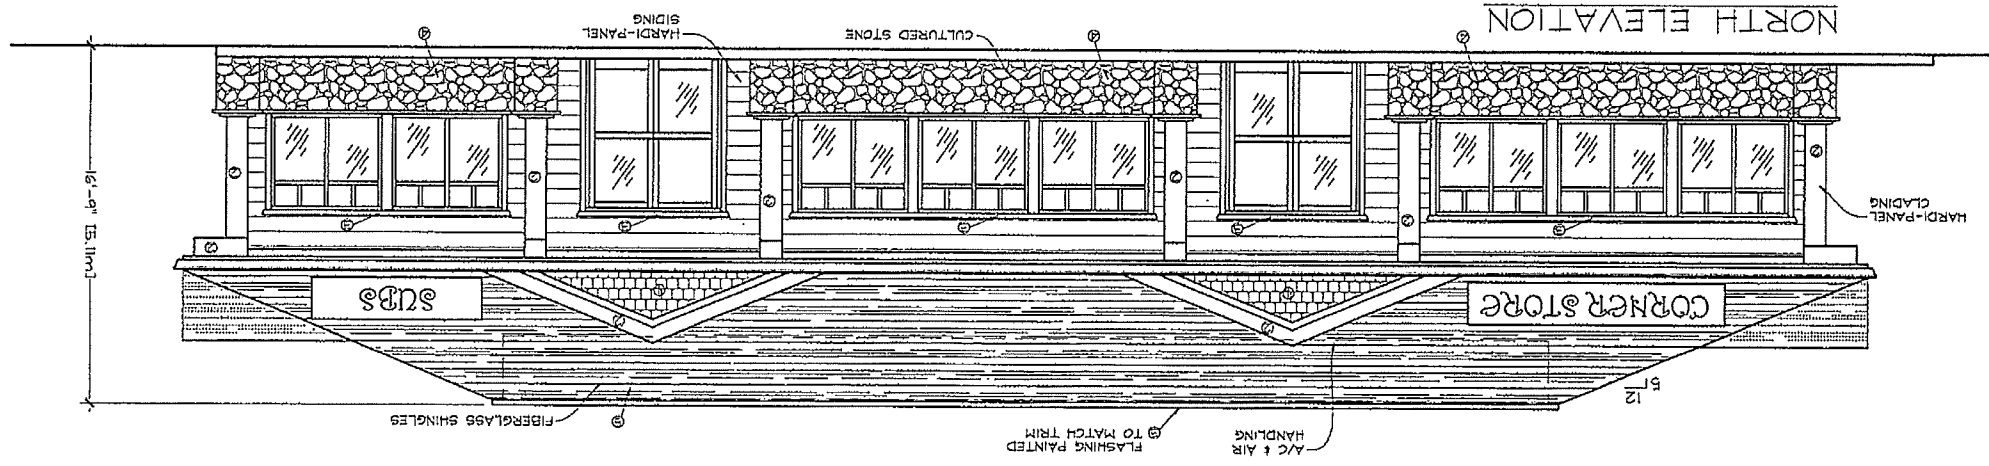 A/C & AIR
HANDLING
FLASHING PAINTED
TO MATCH TRIM
FIBERGLASS SHINGLES
12
5
CORNER STORE
SUBS
16'-9" [5.11m]
HARDI-PANEL
CLADING
CULTURED STONE
HARDI-PANEL
SIDING
NORTH ELEVATION